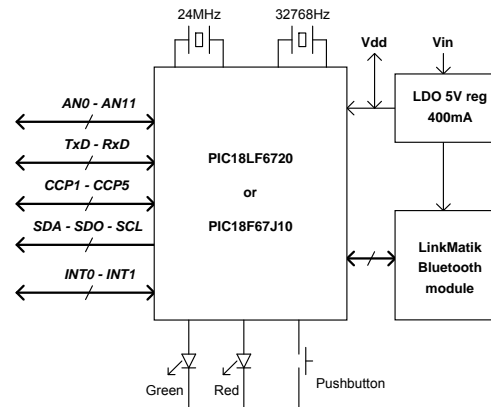 24MHz
32768Hz
Vdd
Vin
LDO 5V reg
400mA
AN0 - AN11
TxD - RxD
CCP1 - CCP5
SDA - SDO - SCL
INT0 - INT1
PIC18LF6720
or
PIC18F67J10
LinkMatik
Bluetooth
module
Green
Red
Pushbutton